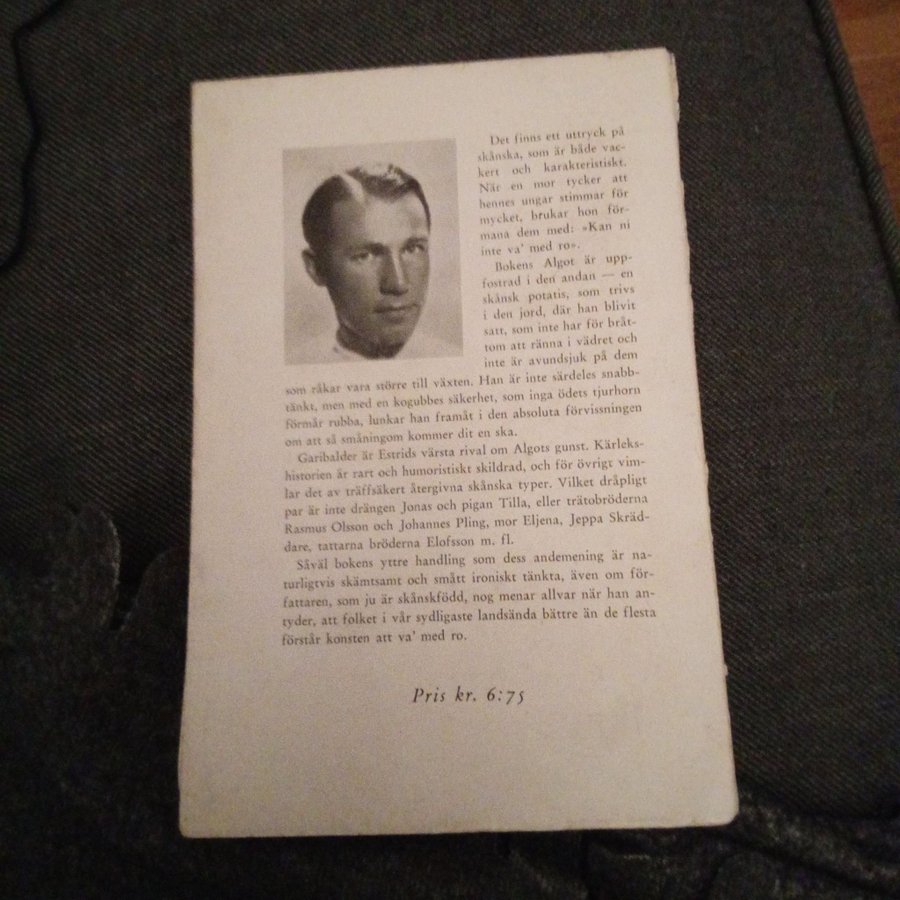 Det finns ett uttryck på
skånska, som är både vac-
kert och karakteristiskt.
När en mor tycker att
hennes ungar stimmar för
mycket, brukar hon för-
mana dem med: »Kan ni
inte va' med ro».
Bokens Algot är upp-
fostrad i den andan — en
skånsk potatis, som trivs
i den jord, där han blivit
satt, som inte har för bråt-
tom att ränna i vädret och
inte är avundsjuk på dem
som råkar vara större till växten. Han är inte särdeles snabb-
tänkt, men med en kogubbes säkerhet, som inga ödets tjurhorn
förmår rubba, lunkar han framåt i den absoluta förvissningen
om att så småningom kommer dit en ska.
Garibalder är Estrids värsta rival om Algots gunst. Kärleks-
historien är rart och humoristiskt skildrad, och för övrigt vim-
lar det av träffsäkert återgivna skånska typer. Vilket dråpligt
par är inte drängen Jonas och pigan Tilla, eller trätobröderna
Rasmus Olsson och Johannes Pling, mor Eljena, Jeppa Skräd-
dare, tattarna bröderna Elofsson m. fl.
Såväl bokens yttre handling som dess andemening är na-
turligtvis skämtsamt och smått ironiskt tänkta, även om för-
fattaren, som ju är skånskfödd, nog menar allvar när han an-
tyder, att folket i vår sydligaste landsända bättre än de flesta
förstår konsten att va' med ro.
Pris kr. 6:75